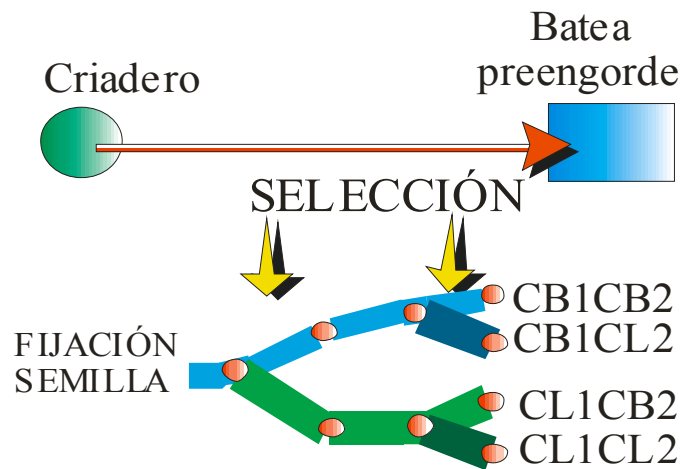 Criadero
Batea
preengorde
SELECCIÓN
FIJACIÓN
SEMILLA
CB1CB2
CB1CL2
CL1CB2
CL1CL2